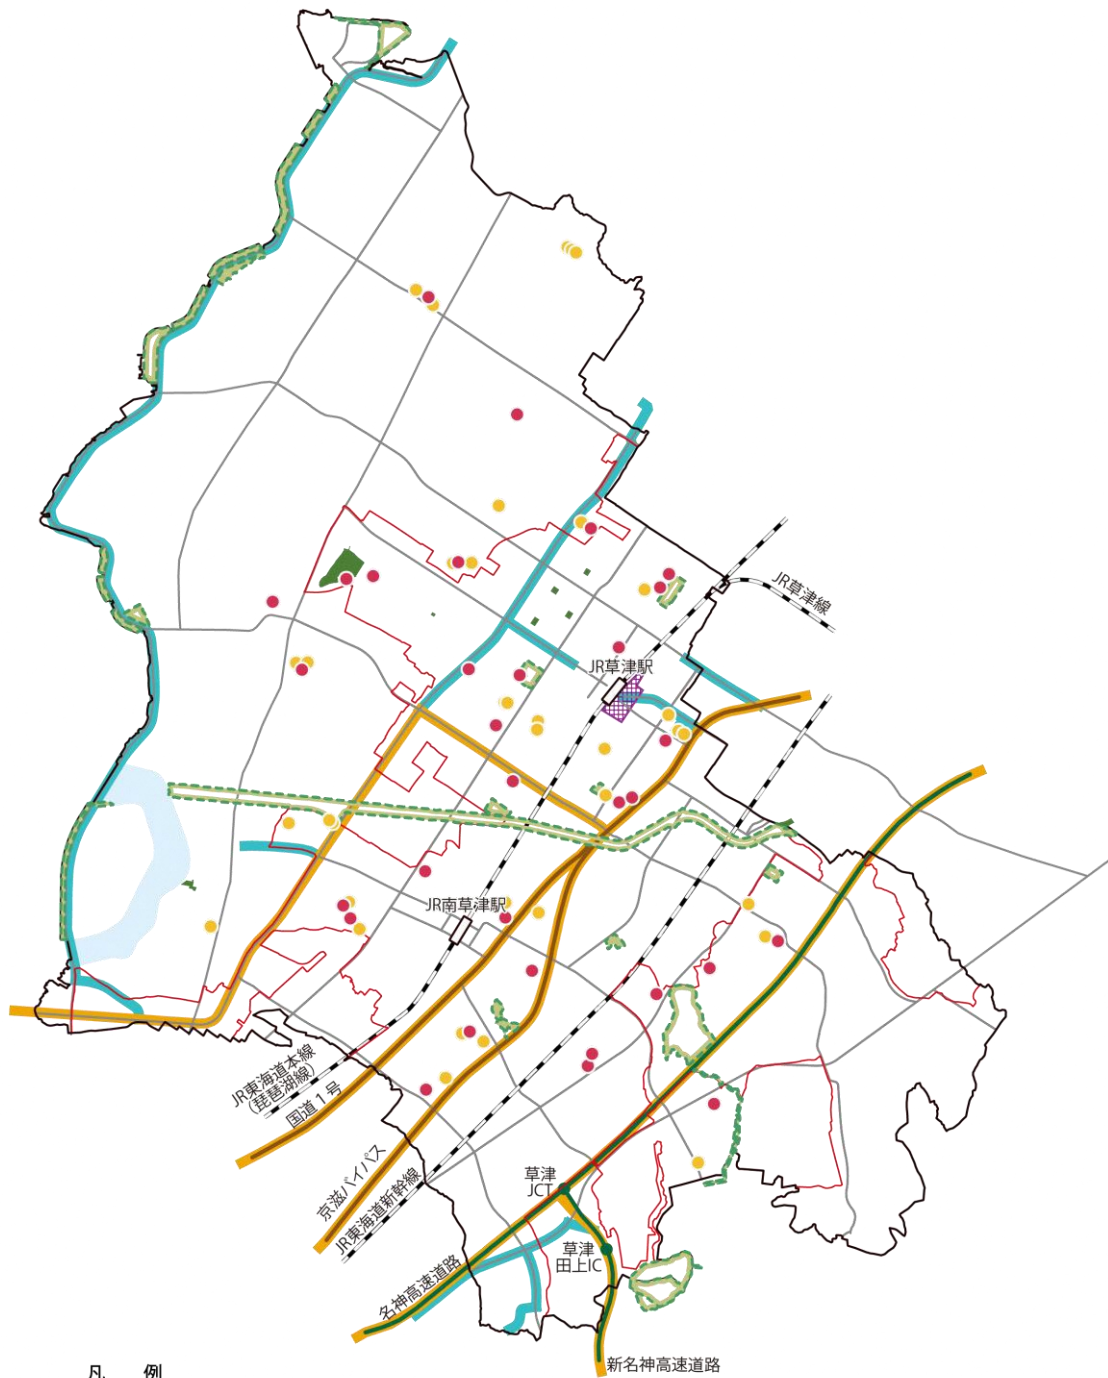 JR草津線
JR草津駅
JR南草津駅
JR東海道本線
(琵琶湖線)
国道1号
京滋バイパス
JR東海道新幹線
草津
JCT
草津
田上IC
名神高速道路
新名神高速道路
凡 例